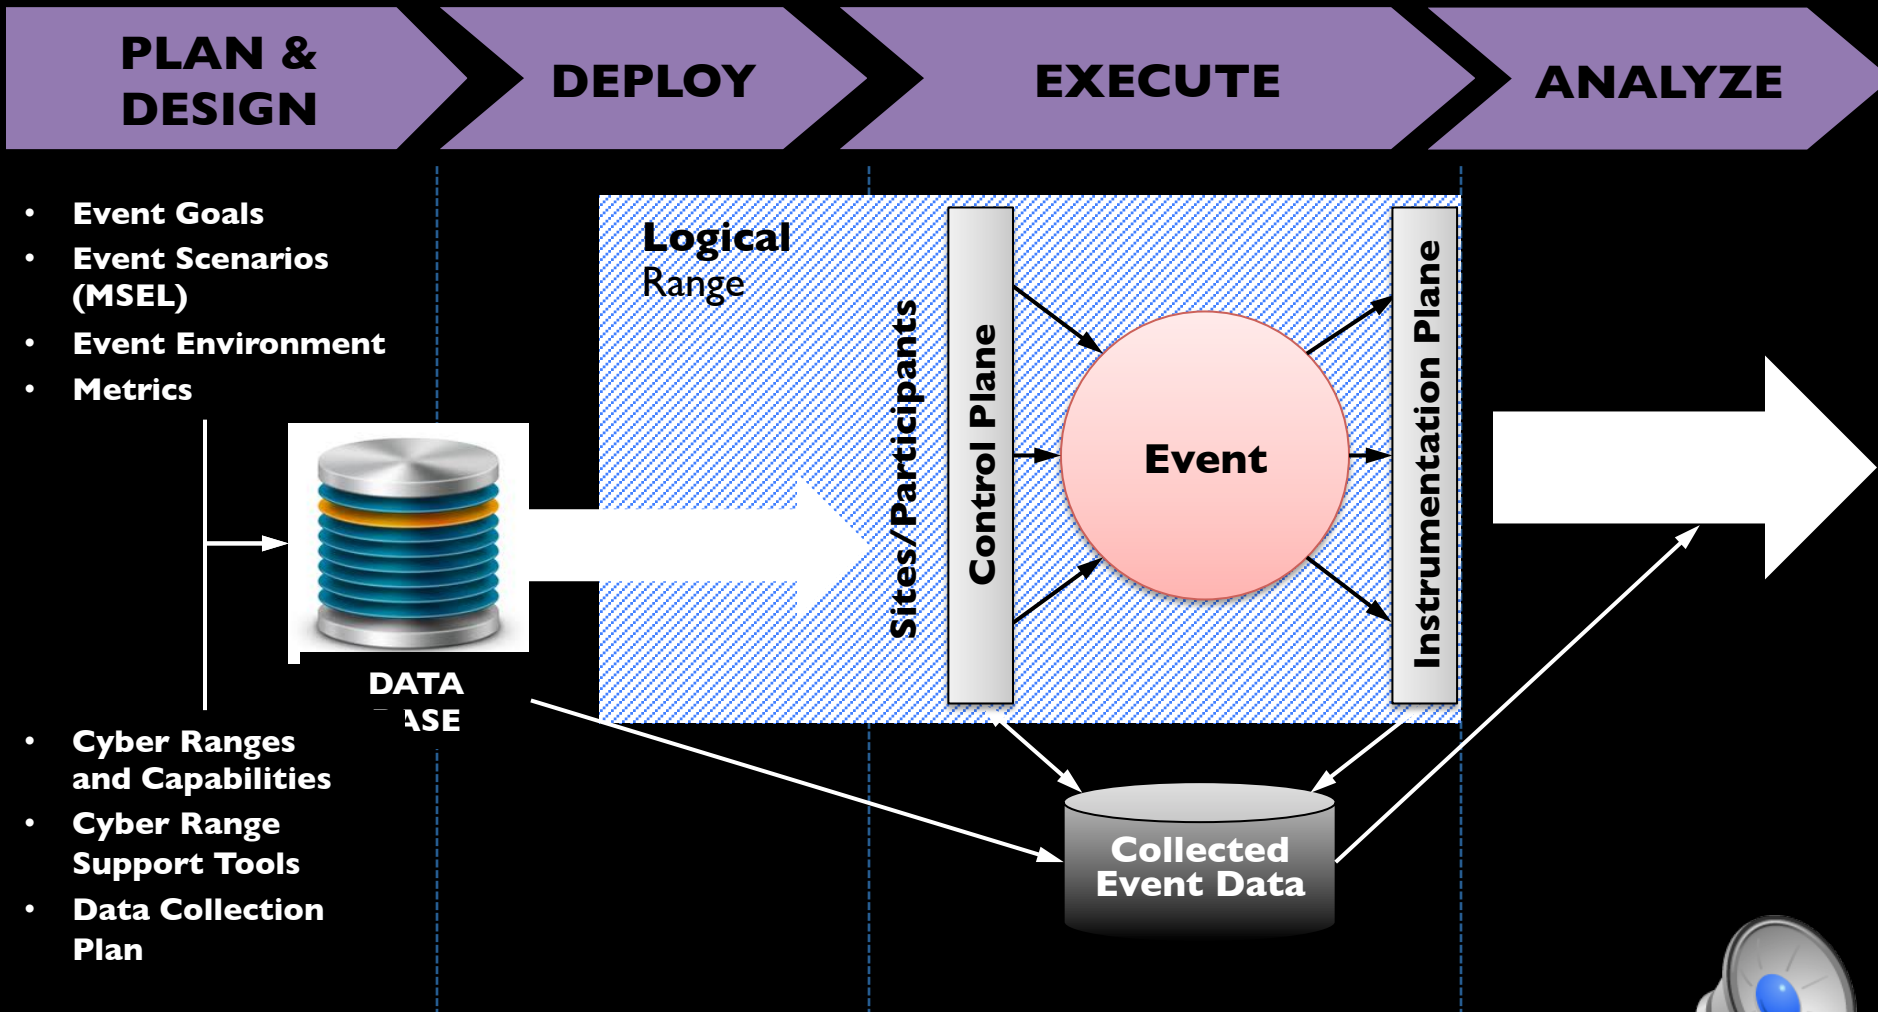 PLAN &
DESIGN
DEPLOY
EXECUTE
ANALYZE
• Event Goals
• Event Scenarios
(MSEL)
• Event Environment
• Metrics
DATA
BASE
• Cyber Ranges
and Capabilities
• Cyber Range
Support Tools
• Data Collection
Plan
Logical
Range
Sites/Participants
Control Plane
Event
Instrumentation Plane
Collected
Event Data